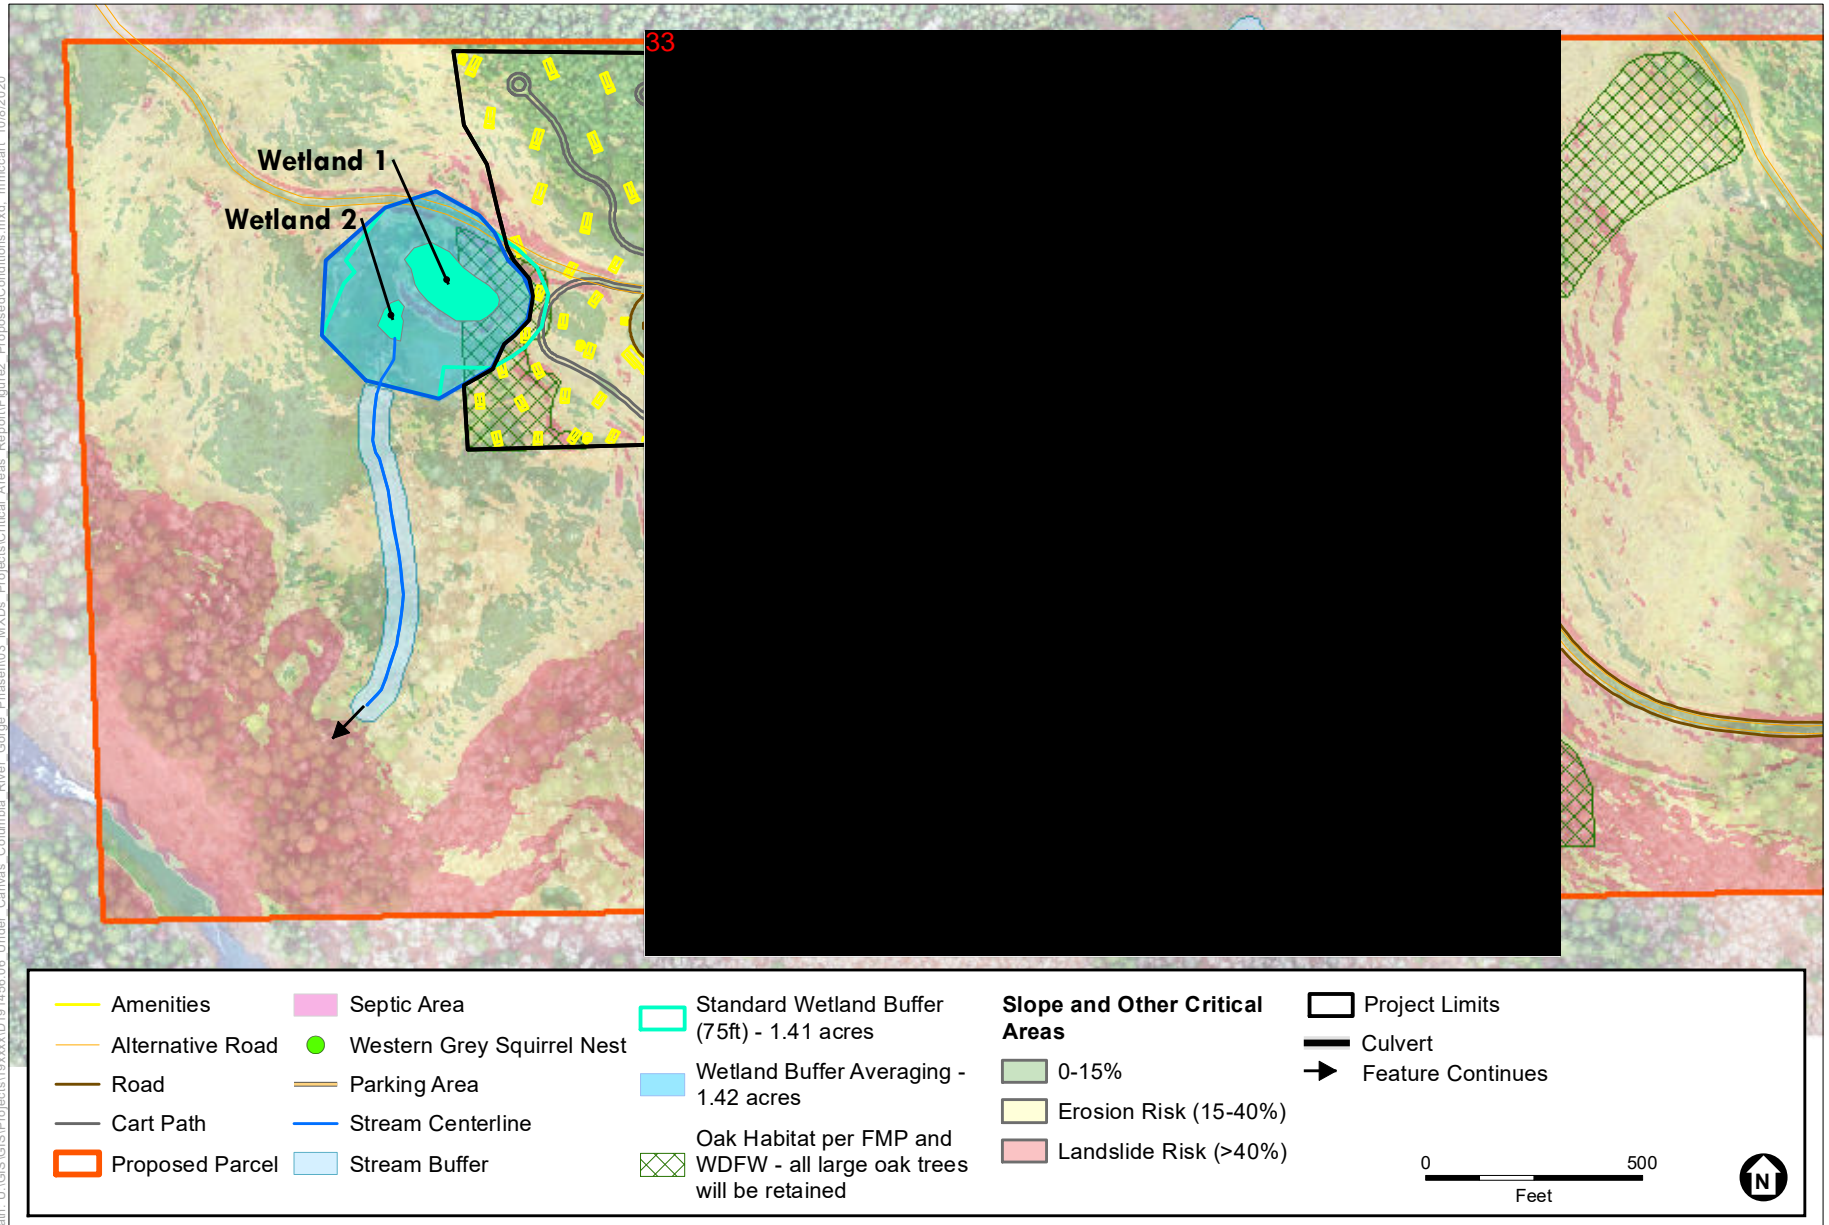 33
Wetland 1
Wetland 2
Amenities
Alternative Road
Road
Cart Path
Proposed Parcel
Septic Area
Western Grey Squirrel Nest
Parking Area
Stream Centerline
Stream Buffer
Standard Wetland Buffer
(75ft) - 1.41 acres
Wetland Buffer Averaging -
1.42 acres
Oak Habitat per FMP and
WDFW - all large oak trees
will be retained
Slope and Other Critical
Areas
0-15%
Erosion Risk (15-40%)
Landslide Risk (>40%)
Project Limits
Culvert
Feature Continues
0 500
Feet
N